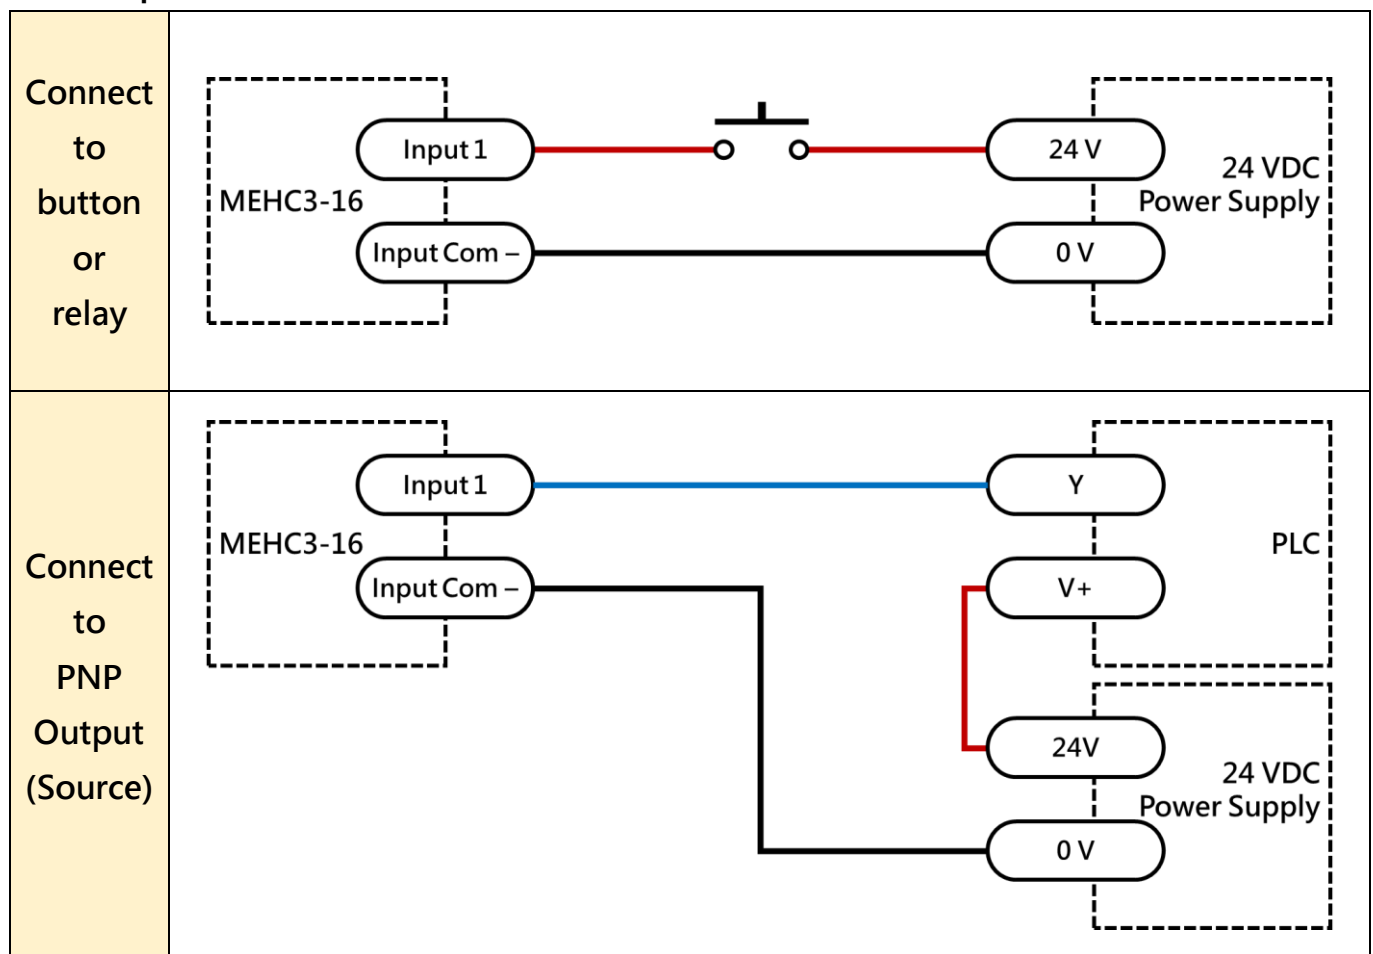 Connect
to
button
or
relay
Input 1
MEHC3-16
Input Com –
24 V
24 VDC
Power Supply
0 V
Connect
to
PNP
Output
(Source)
Input 1
MEHC3-16
Input Com –
Y
PLC
V+
24V
24 VDC
Power Supply
0 V